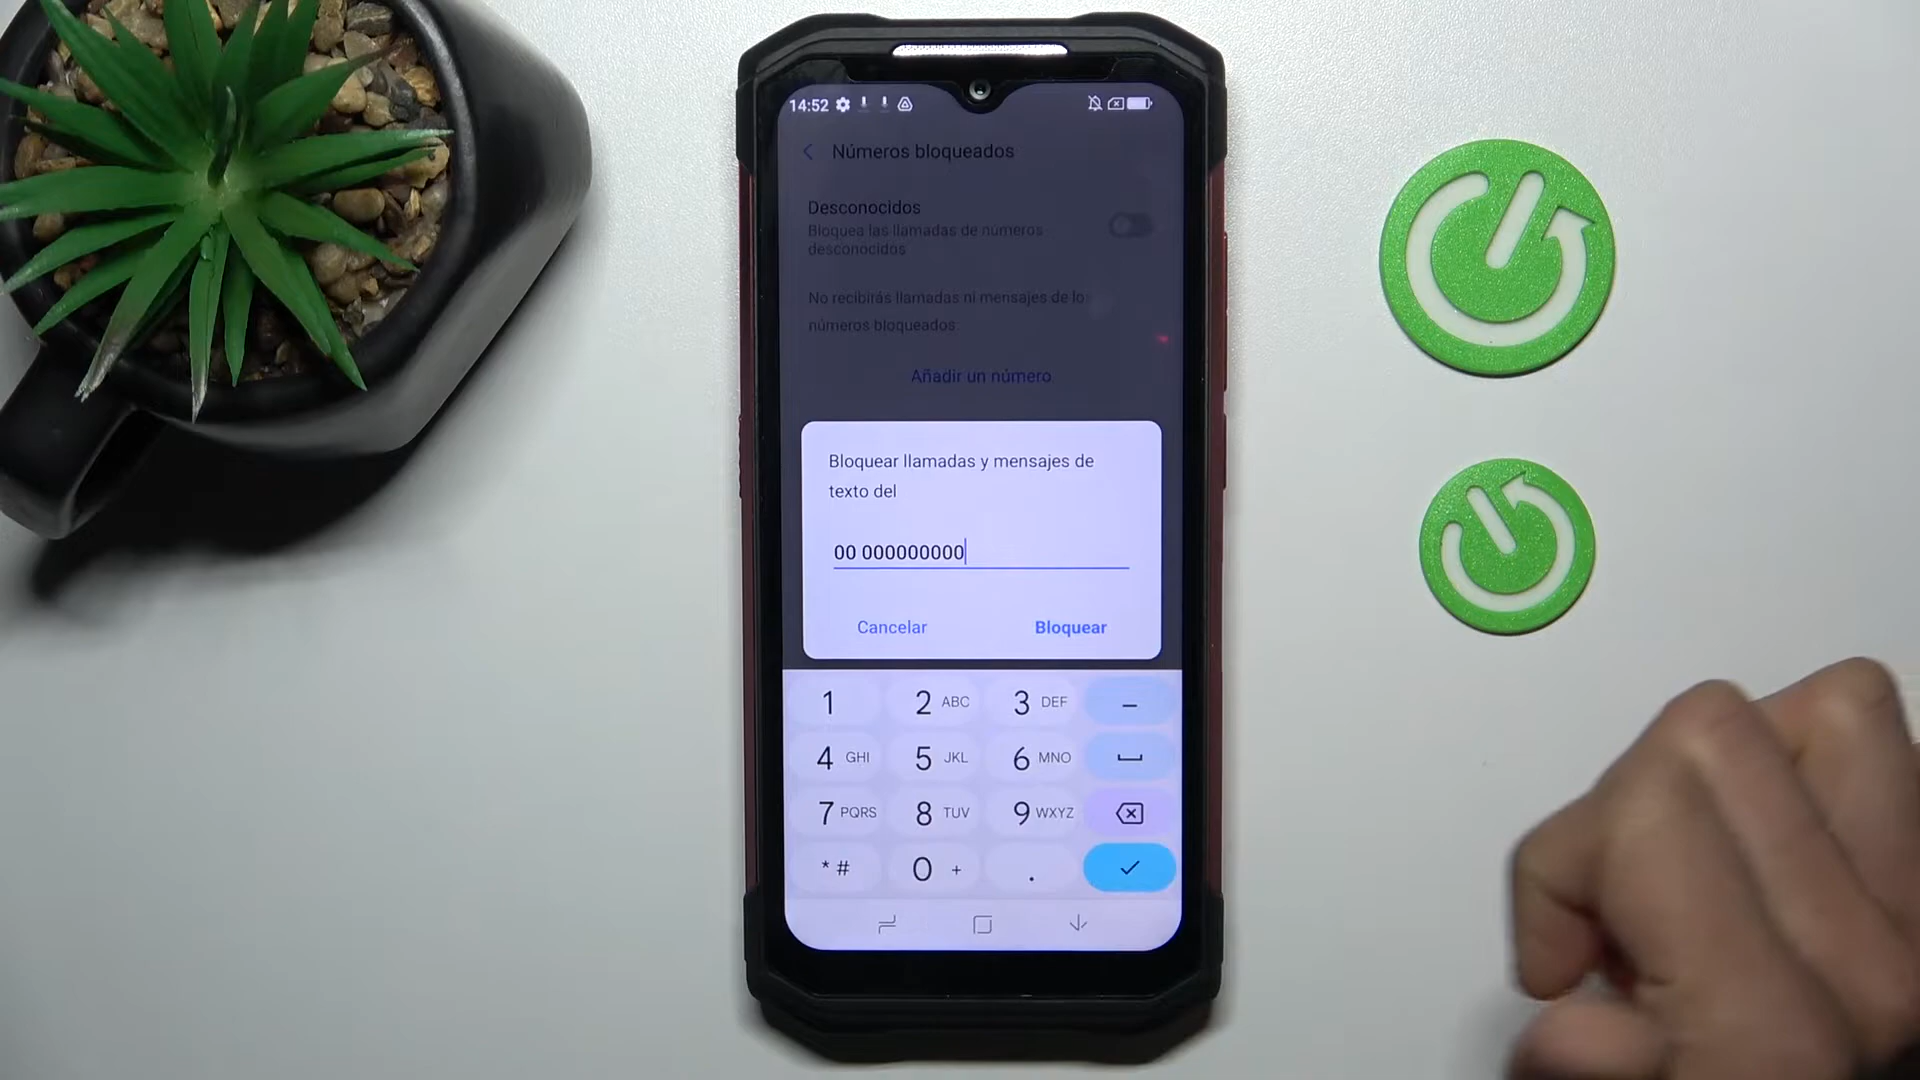 14:52
Números bloqueados
Desconocidos
Bloquea las llamadas de números
desconocidos
No recibirás llamadas ni mensajes de los
números bloqueados
Añadir un número
Bloquear llamadas y mensajes de
texto del
00 000000000
Cancelar Bloquear
1 2 ABC 3 DEF –
4 GHI 5 JKL 6 MNO
7 PQRS 8 TUV 9 WXYZ
* # 0 + .